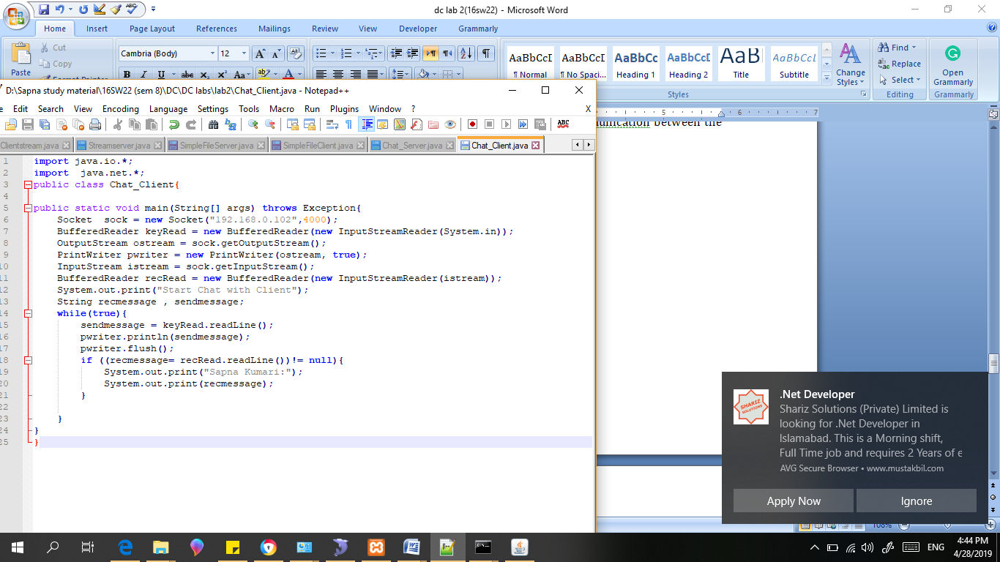 dc lab 2(16sw22) - Microsoft Word
Home Insert Page Layout References Mailings Review View Developer Grammarly
Paste
Cut
Copy
Format Painter
Cambria (Body) 12
AaBbCcI AaBbCcI AaBbCc AaBbCcI AaB AaBbCcL
¶ Normal ¶ No Spaci... Heading 1 Heading 2 Title Subtitle
Change Styles
Find
Replace
Select
Open Grammarly
Styles Editing Grammarly
D:\Sapna study material\16SW22 (sem 8)\DC\DC labs\lab2\Chat_Client.java - Notepad++
Edit Search View Encoding Language Settings Tools Macro Run Plugins Window ? X
Clientstream.java Streamserver.java SimpleFileServer.java SimpleFileClient.java Chat_Server.java Chat_Client.java
5 6 7
between the
1 import java.io.*;
2 import  java.net.*;
3 public class Chat_Client{
4
5 public static void main(String[] args) throws Exception{
6     Socket  sock = new Socket("192.168.0.102",4000);
7     BufferedReader keyRead = new BufferedReader(new InputStreamReader(System.in));
8     OutputStream ostream = sock.getOutputStream();
9     PrintWriter pwriter = new PrintWriter(ostream, true);
10     InputStream istream = sock.getInputStream();
11     BufferedReader recRead = new BufferedReader(new InputStreamReader(istream));
12     System.out.print("Start Chat with Client");
13     String recmessage , sendmessage;
14     while(true){
15         sendmessage = keyRead.readLine();
16         pwriter.println(sendmessage);
17         pwriter.flush();
18         if ((recmessage= recRead.readLine())!= null){
19             System.out.print("Sapna Kumari:");
20             System.out.print(recmessage);
21         }
22
23     }
24 }
25 }
.Net Developer
Shariz Solutions (Private) Limited is
looking for .Net Developer in
Islamabad. This is a Morning shift,
Full Time job and requires 2 Years of e
AVG Secure Browser • www.mustakbil.com
SHARIZ
SOLUTIONS
Apply Now Ignore
108%
ENG
4:44 PM
4/28/2019